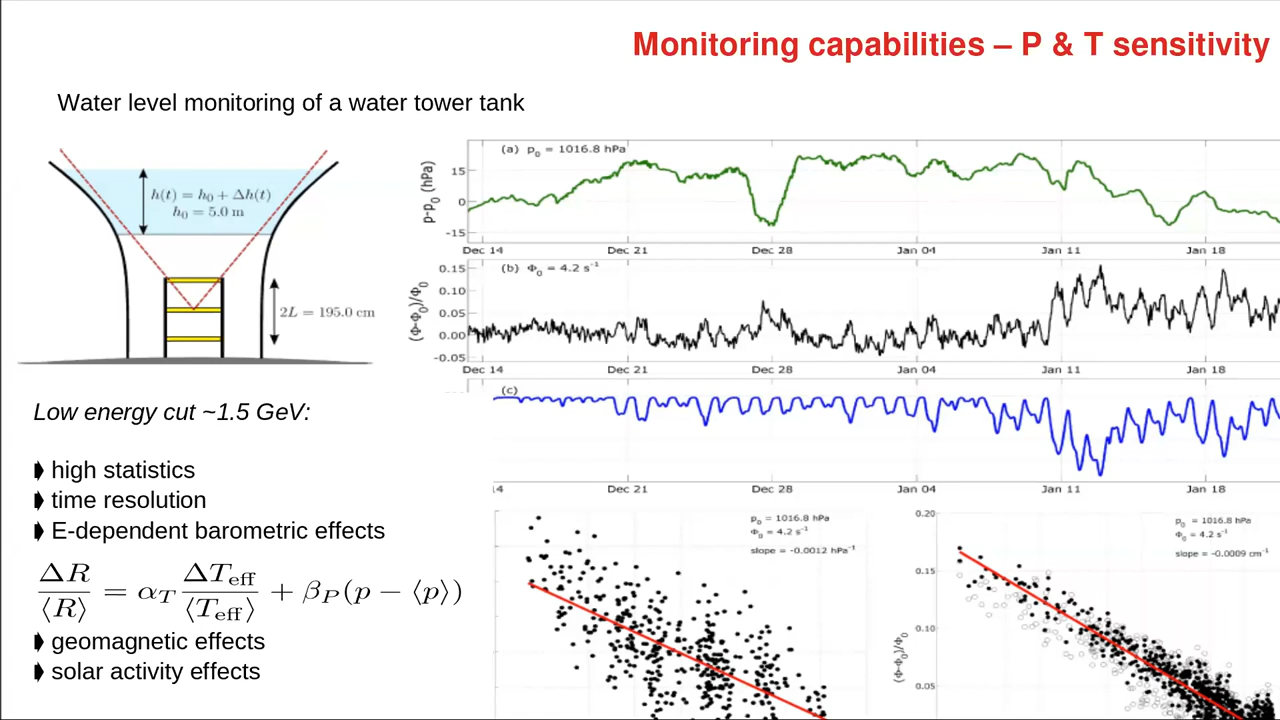 Monitoring capabilities – P & T sensitivity
Water level monitoring of a water tower tank
h(t) = h₀ + Δh(t)
h₀ = 5.0 m
2L = 195.0 cm
Low energy cut ~1.5 GeV:
high statistics
time resolution
E-dependent barometric effects
ΔR/⟨R⟩ = α_T ΔT_eff/⟨T_eff⟩ + β_P(p − ⟨p⟩)
geomagnetic effects
solar activity effects
(a) p₀ = 1016.8 hPa
p-p₀ (hPa)
15
0
-15
Dec 14 Dec 21 Dec 28 Jan 04 Jan 11 Jan 18
(b) Φ₀ = 4.2 s⁻¹
(Φ-Φ₀)/Φ₀
0.15
0.10
0.05
0.00
-0.05
Dec 14 Dec 21 Dec 28 Jan 04 Jan 11 Jan 18
(c)
14 Dec 21 Dec 28 Jan 04 Jan 11 Jan 18
p₀ = 1016.8 hPa
Φ₀ = 4.2 s⁻¹
slope = -0.0012 hPa⁻¹
0.20
0.15
0.10
0.05
(Φ-Φ₀)/Φ₀
p₀ = 1016.8 hPa
Φ₀ = 4.2 s⁻¹
slope = -0.0009 cm⁻¹